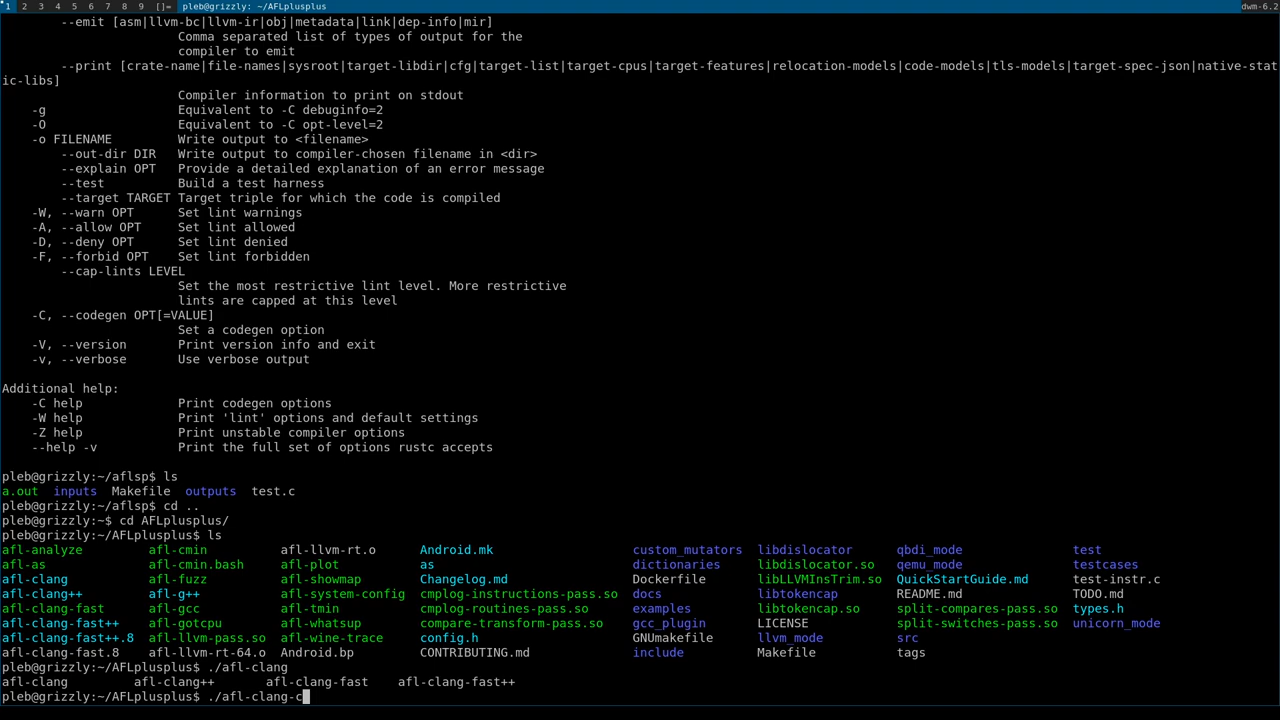 1 2 3 4 5 6 7 8 9 []= pleb@grizzly: ~/AFLplusplus dwm-6.2
--emit [asm|llvm-bc|llvm-ir|obj|metadata|link|dep-info|mir]
Comma separated list of types of output for the
compiler to emit
--print [crate-name|file-names|sysroot|target-libdir|cfg|target-list|target-cpus|target-features|relocation-models|code-models|tls-models|target-spec-json|native-stat
ic-libs]
Compiler information to print on stdout
-g Equivalent to -C debuginfo=2
-O Equivalent to -C opt-level=2
-o FILENAME Write output to <filename>
--out-dir DIR Write output to compiler-chosen filename in <dir>
--explain OPT Provide a detailed explanation of an error message
--test Build a test harness
--target TARGET Target triple for which the code is compiled
-W, --warn OPT Set lint warnings
-A, --allow OPT Set lint allowed
-D, --deny OPT Set lint denied
-F, --forbid OPT Set lint forbidden
--cap-lints LEVEL
Set the most restrictive lint level. More restrictive
lints are capped at this level
-C, --codegen OPT[=VALUE]
Set a codegen option
-V, --version Print version info and exit
-v, --verbose Use verbose output
Additional help:
-C help Print codegen options
-W help Print 'lint' options and default settings
-Z help Print unstable compiler options
--help -v Print the full set of options rustc accepts
pleb@grizzly:~/aflsp$ ls
a.out inputs Makefile outputs test.c
pleb@grizzly:~/aflsp$ cd ..
pleb@grizzly:~$ cd AFLplusplus/
pleb@grizzly:~/AFLplusplus$ ls
afl-analyze afl-cmin afl-llvm-rt.o Android.mk custom_mutators libdislocator qbdi_mode test
afl-as afl-cmin.bash afl-plot as dictionaries libdislocator.so qemu_mode testcases
afl-clang afl-fuzz afl-showmap Changelog.md Dockerfile libLLVMInsTrim.so QuickStartGuide.md test-instr.c
afl-clang++ afl-g++ afl-system-config cmplog-instructions-pass.so docs libtokencap README.md TODO.md
afl-clang-fast afl-gcc afl-tmin cmplog-routines-pass.so examples libtokencap.so split-compares-pass.so types.h
afl-clang-fast++ afl-gotcpu afl-whatsup compare-transform-pass.so gcc_plugin LICENSE split-switches-pass.so unicorn_mode
afl-clang-fast++.8 afl-llvm-pass.so afl-wine-trace config.h GNUmakefile llvm_mode src
afl-clang-fast.8 afl-llvm-rt-64.o Android.bp CONTRIBUTING.md include Makefile tags
pleb@grizzly:~/AFLplusplus$ ./afl-clang
afl-clang afl-clang++ afl-clang-fast afl-clang-fast++
pleb@grizzly:~/AFLplusplus$ ./afl-clang-c